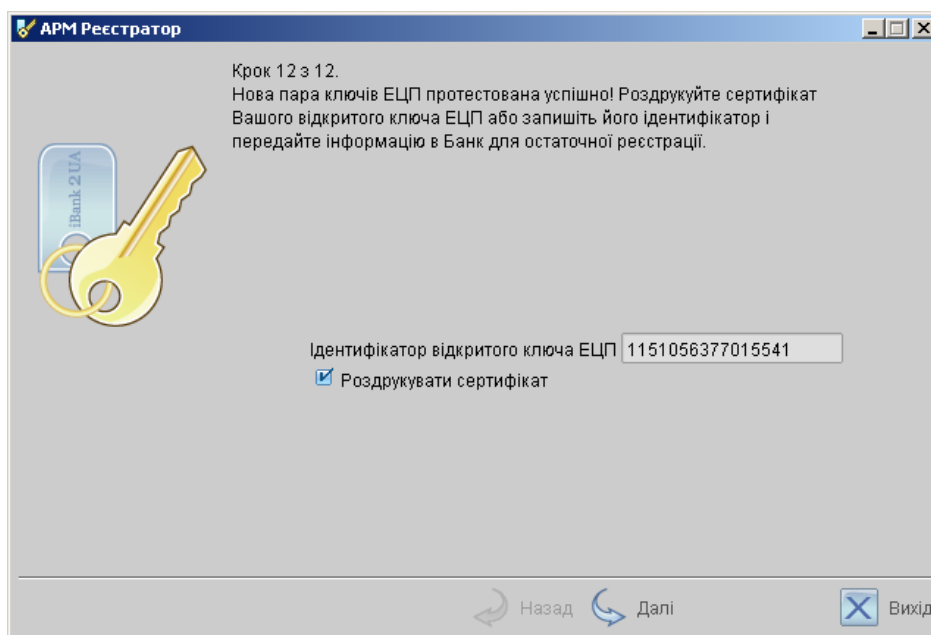 АРМ Реєстратор
Крок 12 з 12.
Нова пара ключів ЕЦП протестована успішно! Роздрукуйте сертифікат
Вашого відкритого ключа ЕЦП або запишіть його ідентифікатор і
передайте інформацію в Банк для остаточної реєстрації.
iBank 2 UA
Ідентифікатор відкритого ключа ЕЦП 1151056377015541
Роздрукувати сертифікат
Назад Далі Вихід